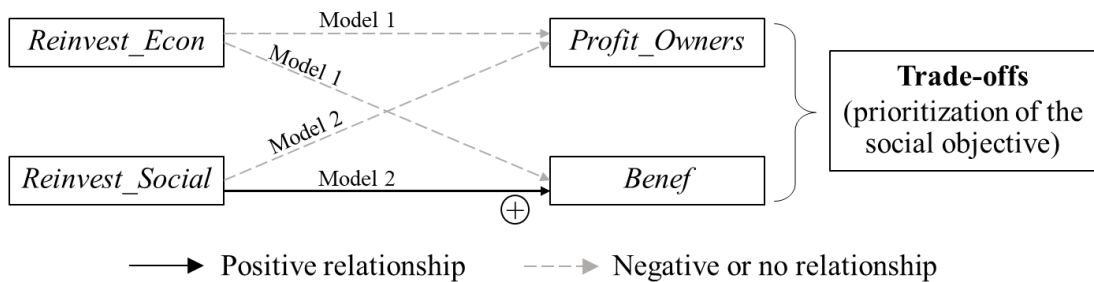 Model 1
Reinvest_Econ
Profit_Owners
Model 1
Trade-offs
(prioritization of the
social objective)
Model 2
Reinvest_Social
Model 2
Benef
+
Positive relationship
Negative or no relationship